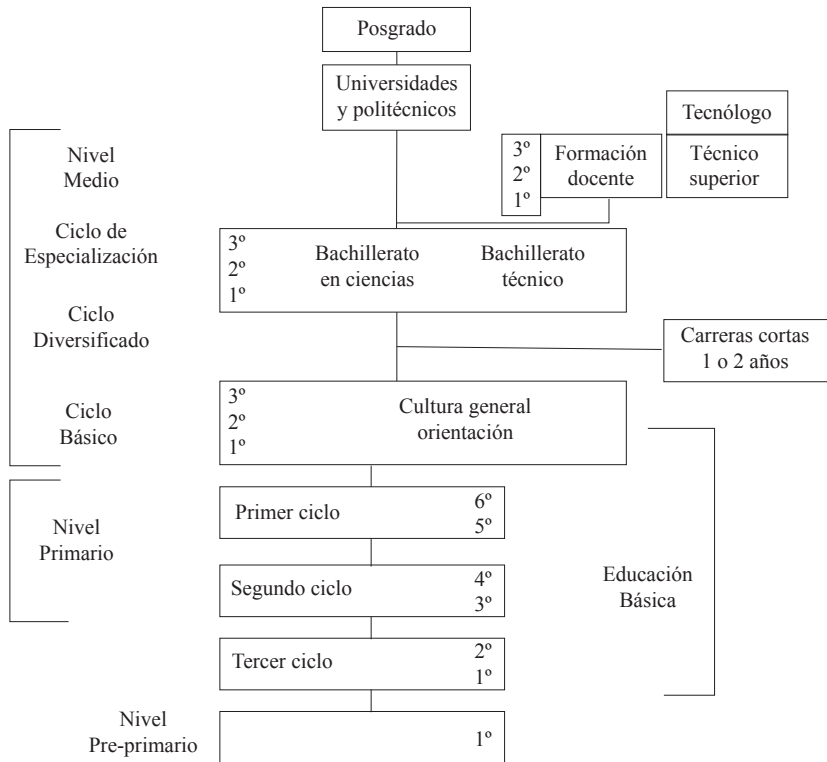 Posgrado
Universidades
y politécnicos
Tecnólogo
Nivel
Medio
3º
2º
1º
Formación
docente
Técnico
superior
Ciclo de
Especialización
3º
2º
1º
Bachillerato
en ciencias
Bachillerato
técnico
Ciclo
Diversificado
Carreras cortas
1 o 2 años
Ciclo
Básico
3º
2º
1º
Cultura general
orientación
Nivel
Primario
Primer ciclo
6º
5º
Segundo ciclo
4º
3º
Educación
Básica
Tercer ciclo
2º
1º
Nivel
Pre-primario
1º